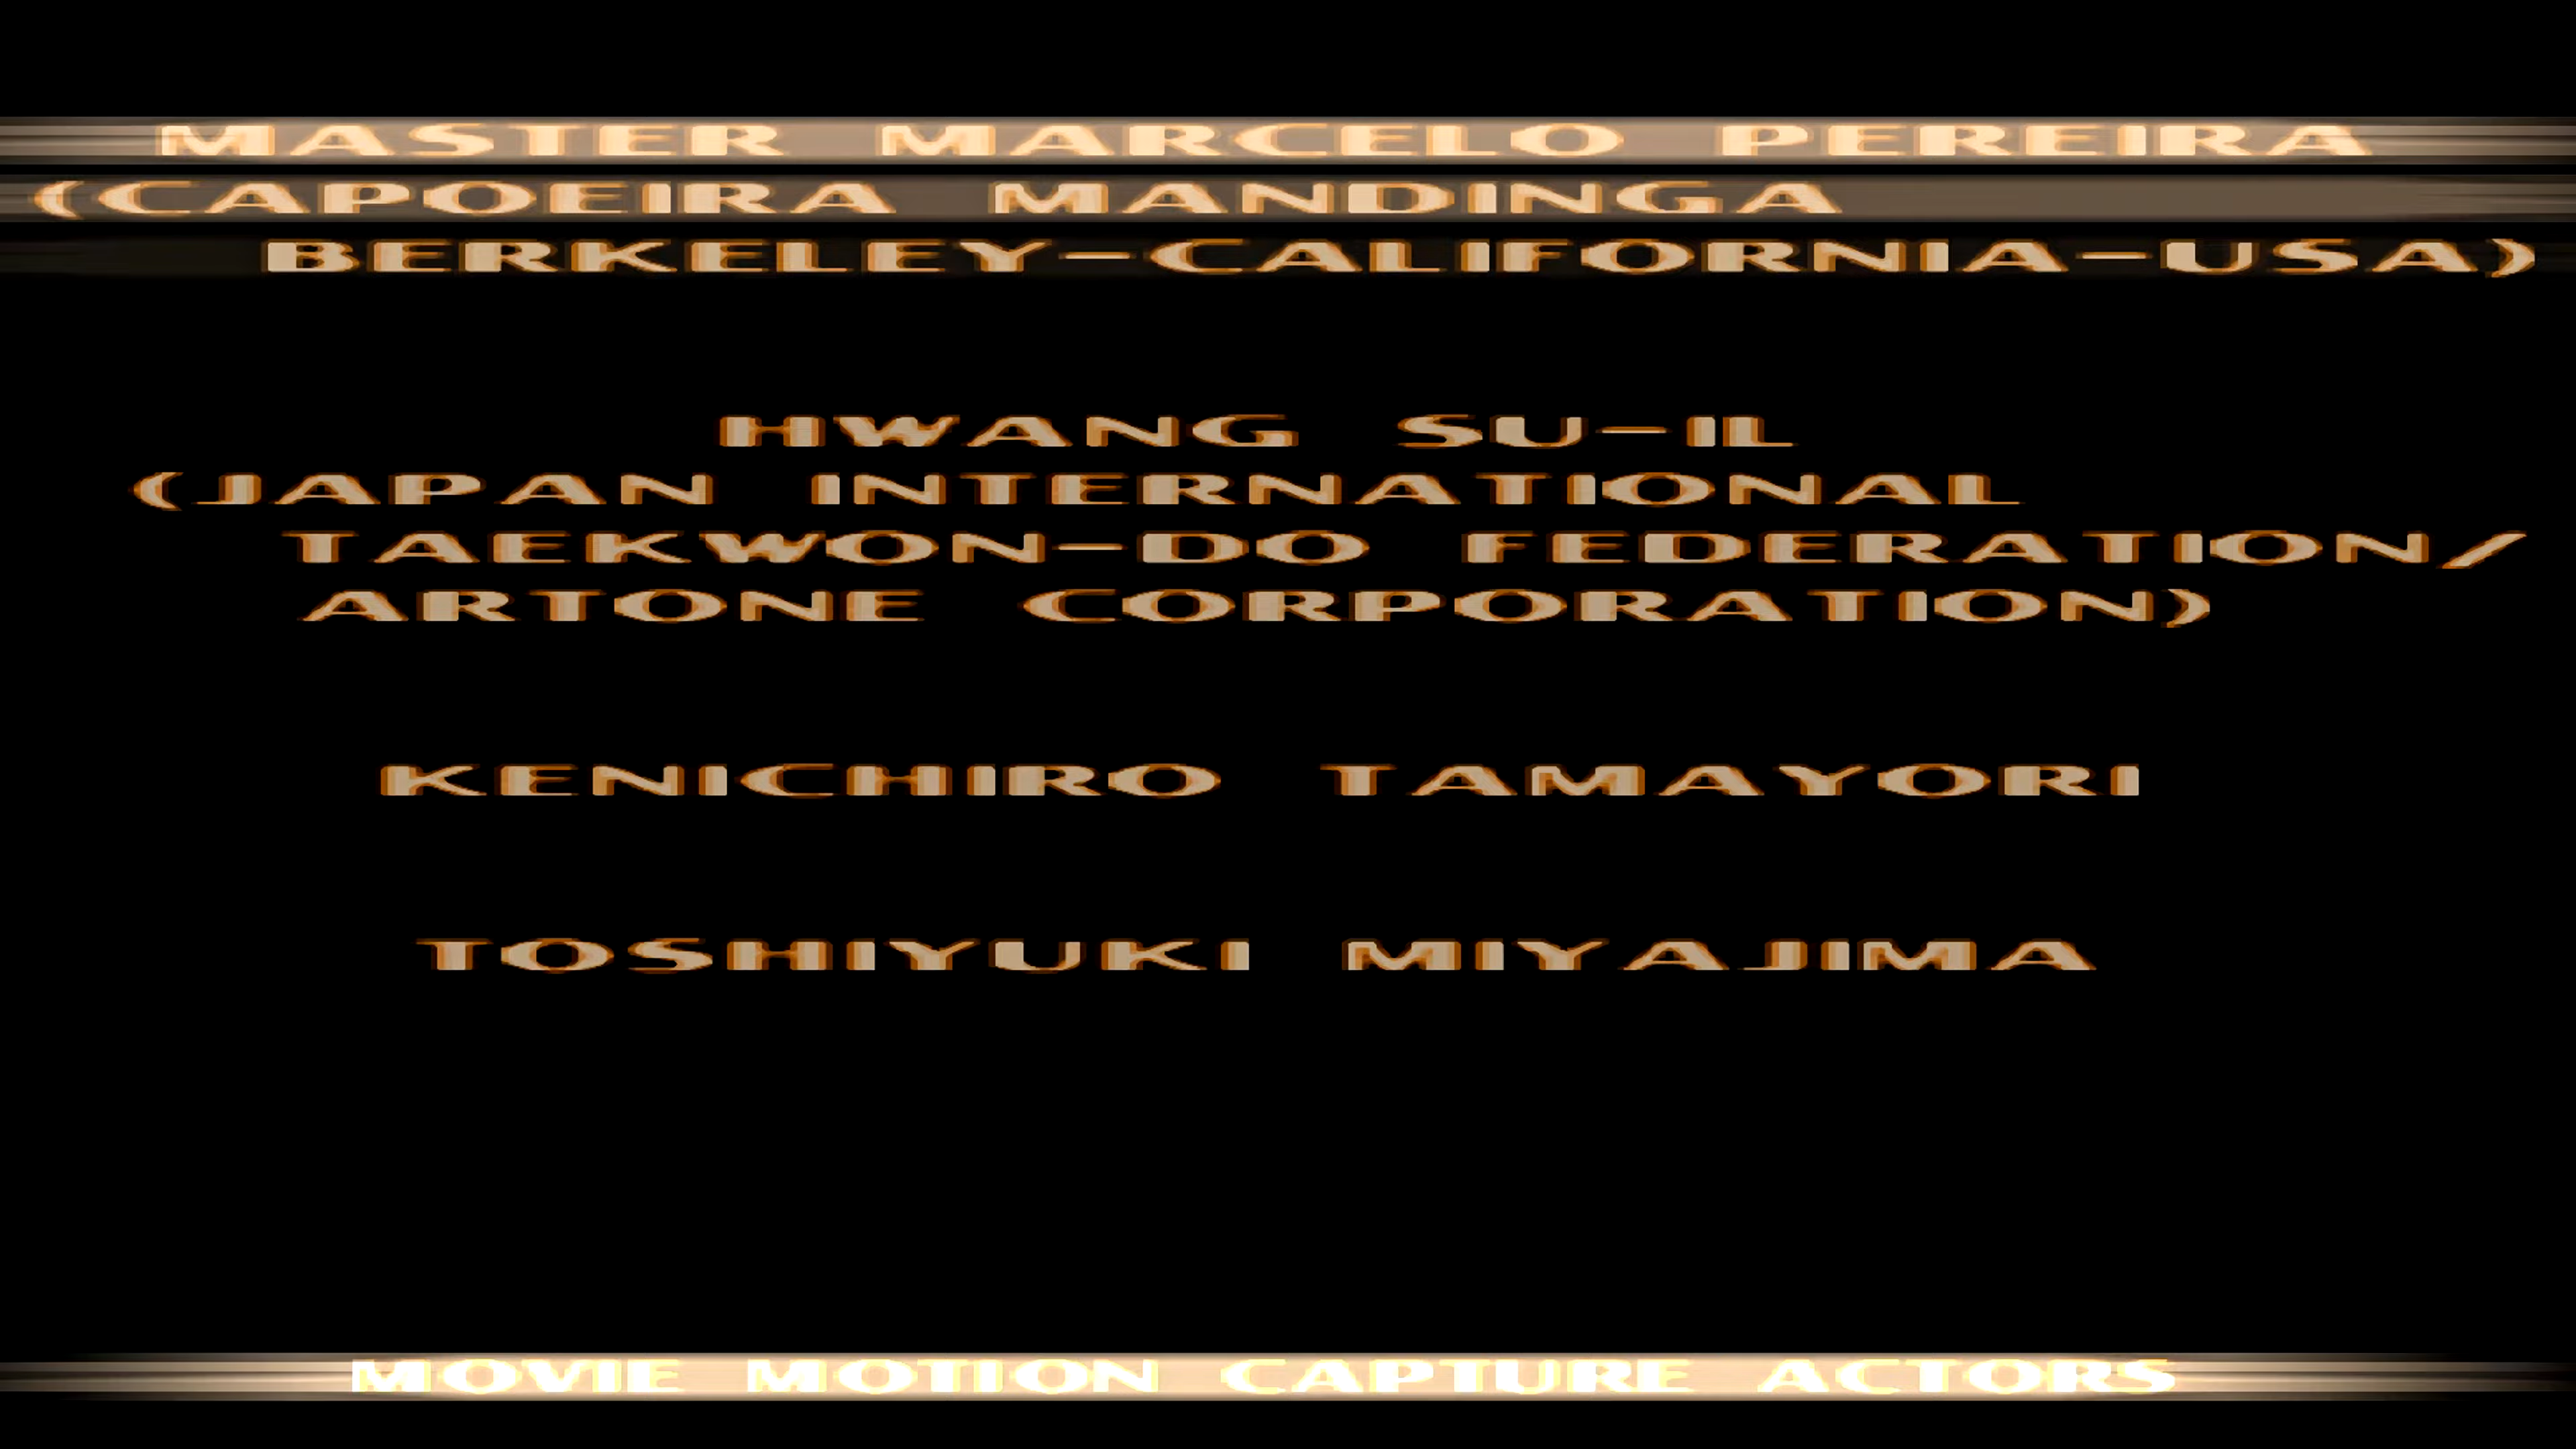 MASTER MARCELO PEREIRA
(CAPOEIRA MANDINGA
BERKELEY-CALIFORNIA-USA)
HWANG SU-IL
(JAPAN INTERNATIONAL
TAEKWON-DO FEDERATION/
ARTONE CORPORATION)
KENICHIRO TAMAYORI
TOSHIYUKI MIYAJIMA
MOVIE MOTION CAPTURE ACTORS